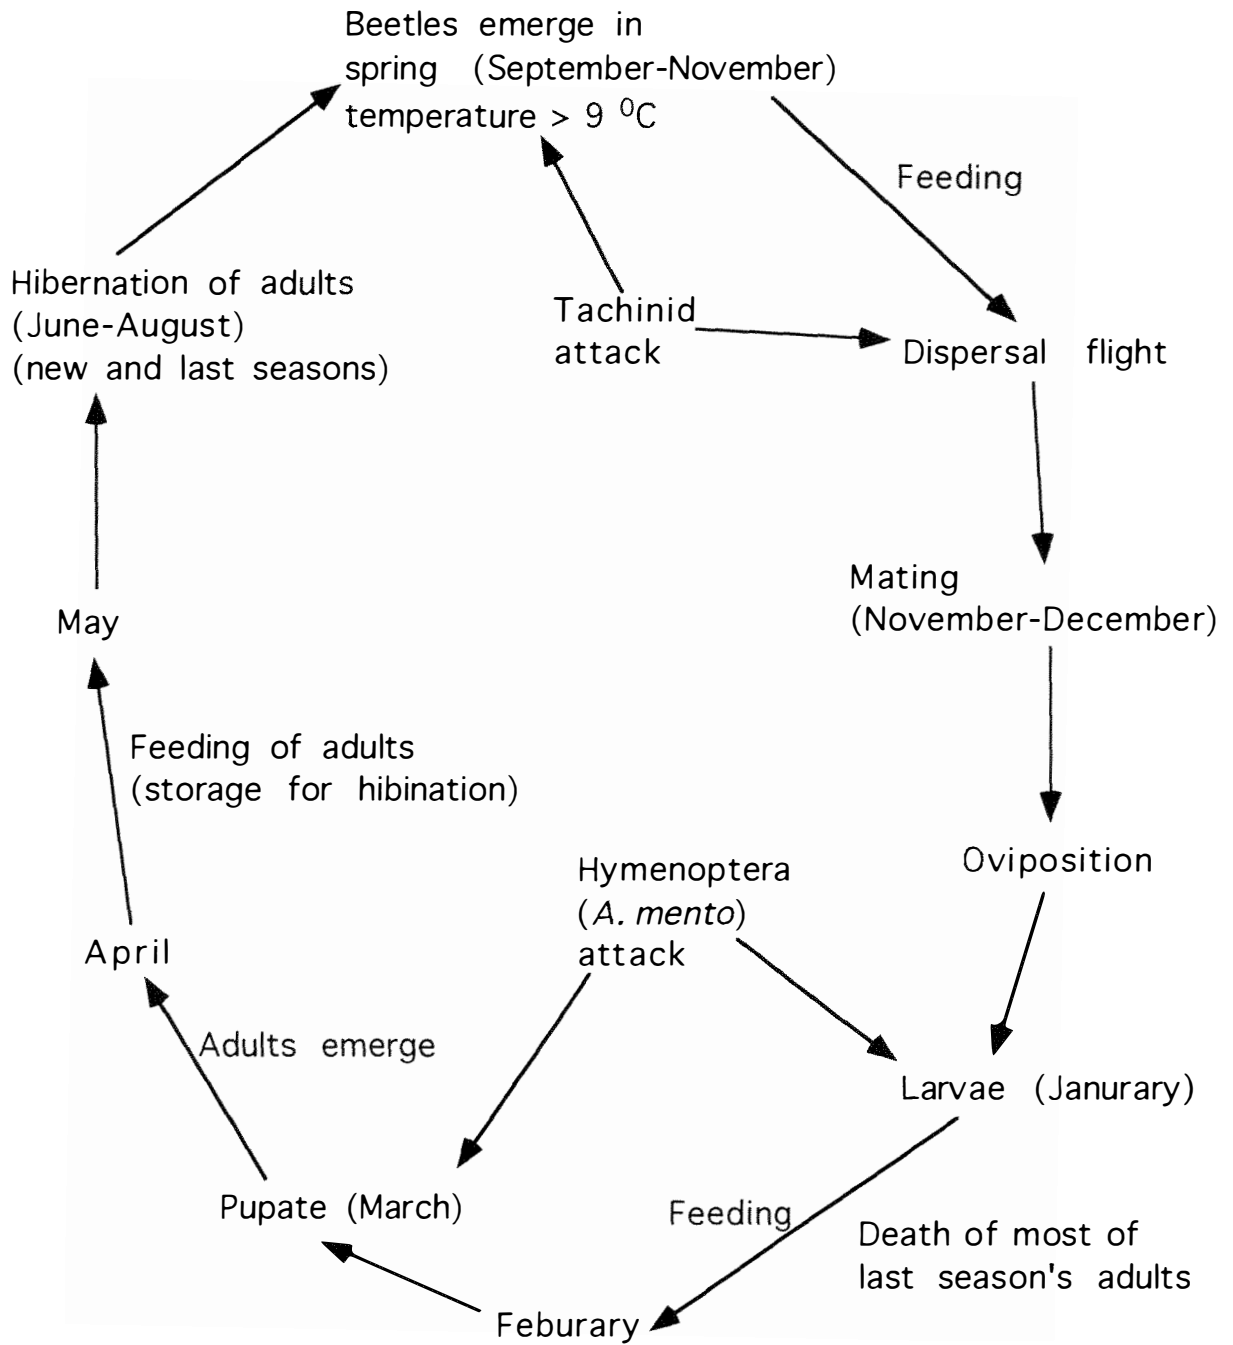 Beetles emerge in
spring (September-November)
temperature > 9 ⁰C
Feeding
Hibernation of adults
(June-August)
(new and last seasons)
Tachinid
attack
Dispersal flight
Mating
(November-December)
May
Feeding of adults
(storage for hibination)
Hymenoptera
(A. mento)
attack
Oviposition
April
Adults emerge
Larvae (Janurary)
Pupate (March)
Feeding
Death of most of
last season's adults
Feburary